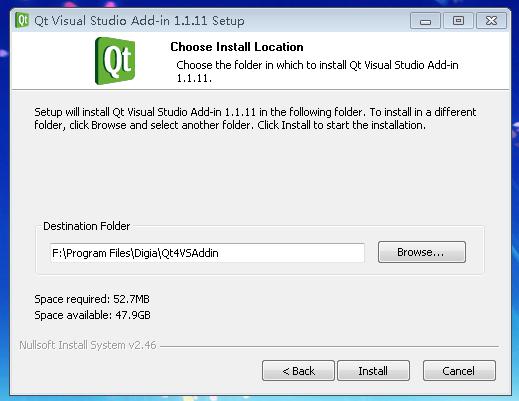 Qt Visual Studio Add-in 1.1.11 Setup
Qt
Choose Install Location
Choose the folder in which to install Qt Visual Studio Add-in
1.1.11.
Setup will install Qt Visual Studio Add-in 1.1.11 in the following folder. To install in a different
folder, click Browse and select another folder. Click Install to start the installation.
Destination Folder
F:\Program Files\Digia\Qt4VSAddin
Browse...
Space required: 52.7MB
Space available: 47.9GB
Nullsoft Install System v2.46
< Back
Install
Cancel